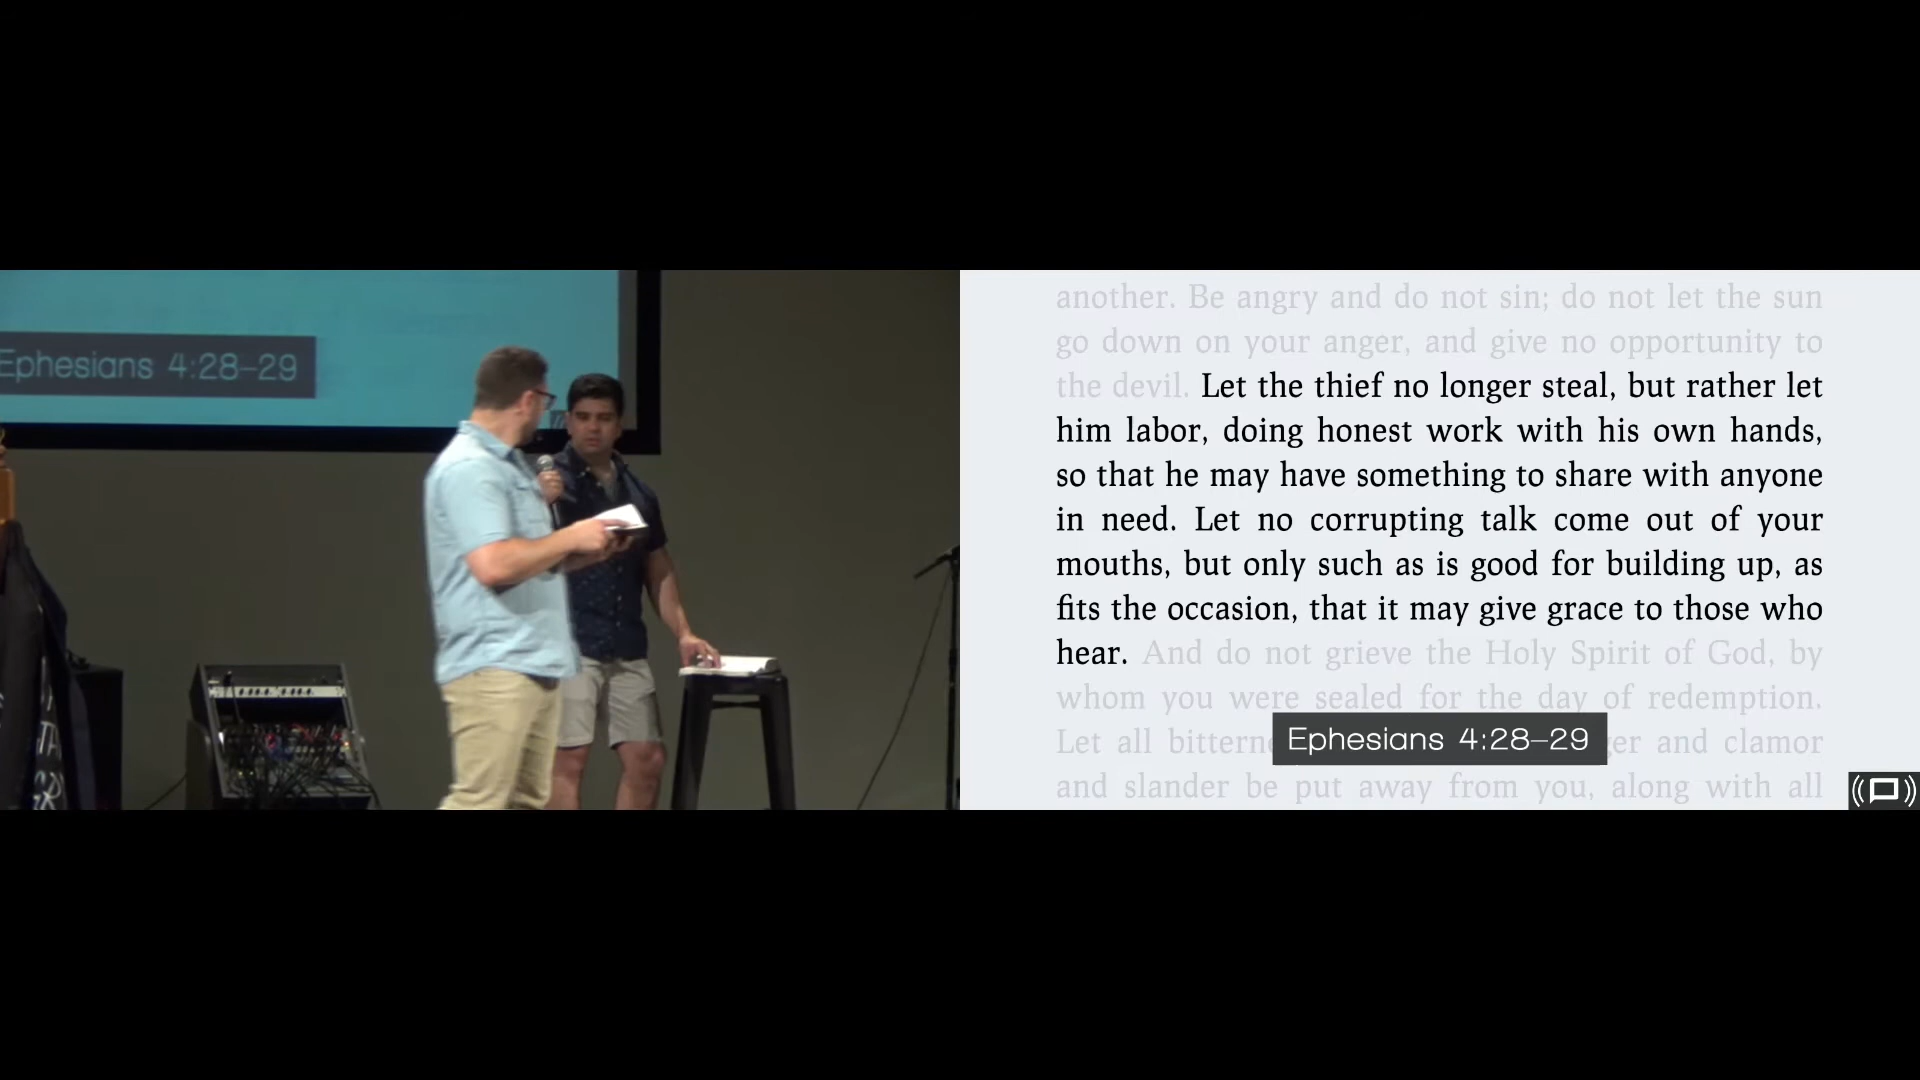 Ephesians 4:28–29
another. Be angry and do not sin; do not let the sun
go down on your anger, and give no opportunity to
the devil. Let the thief no longer steal, but rather let
him labor, doing honest work with his own hands,
so that he may have something to share with anyone
in need. Let no corrupting talk come out of your
mouths, but only such as is good for building up, as
fits the occasion, that it may give grace to those who
hear. And do not grieve the Holy Spirit of God, by
whom you were sealed for the day of redemption.
Let all bittern ger and clamor
Ephesians 4:28–29
and slander be put away from you, along with all